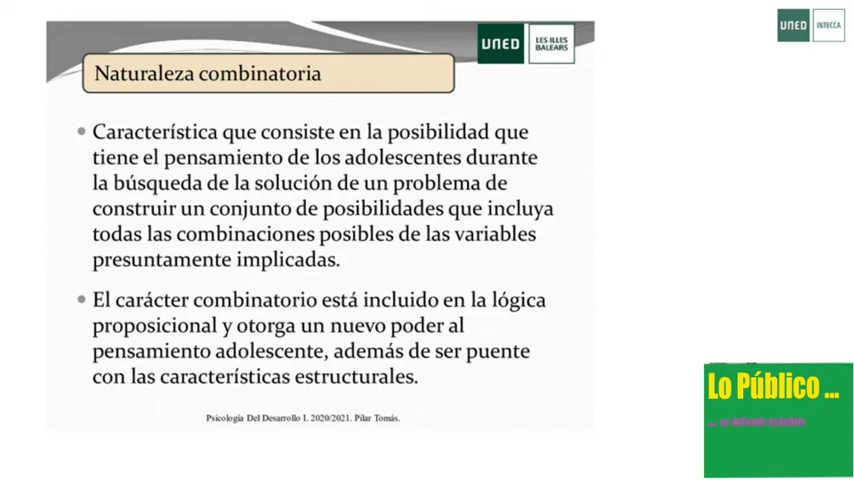 UNED
LES ILLES
BALEARS
UNED
INTECCA
Naturaleza combinatoria
• Característica que consiste en la posibilidad que
tiene el pensamiento de los adolescentes durante
la búsqueda de la solución de un problema de
construir un conjunto de posibilidades que incluya
todas las combinaciones posibles de las variables
presuntamente implicadas.
• El carácter combinatorio está incluido en la lógica
proposicional y otorga un nuevo poder al
pensamiento adolescente, además de ser puente
con las características estructurales.
Psicología Del Desarrollo I. 2020/2021. Pilar Tomás.
Lo Público ...